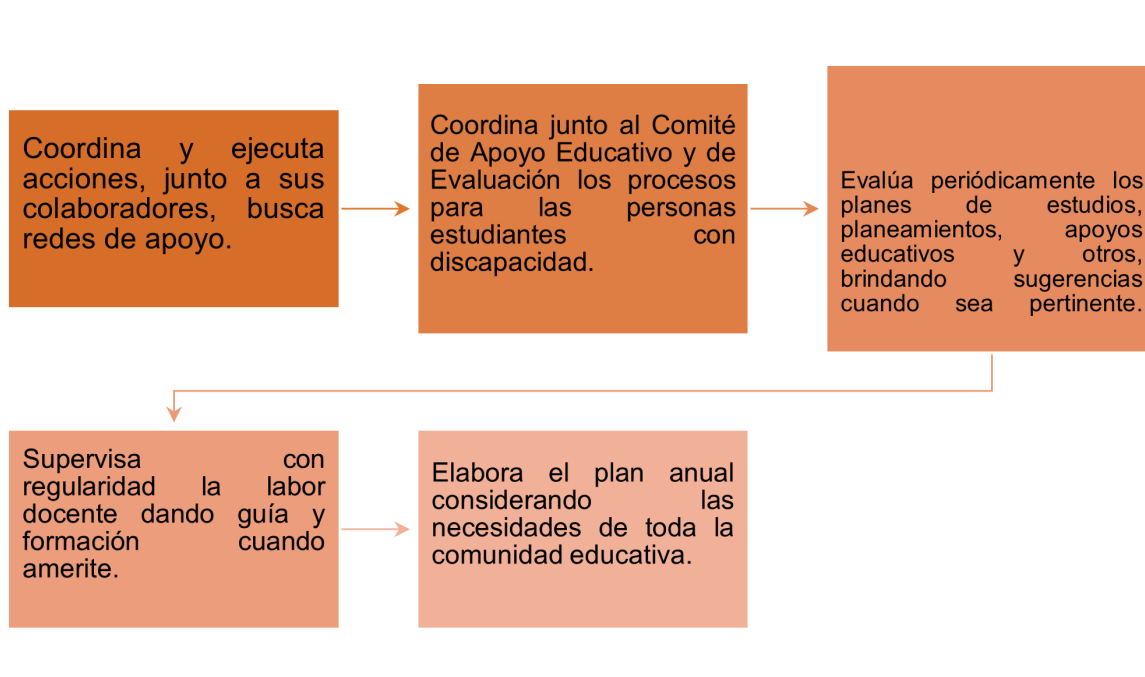 Coordina y ejecuta
acciones, junto a sus
colaboradores, busca
redes de apoyo.
Coordina junto al Comité
de Apoyo Educativo y de
Evaluación los procesos
para las personas
estudiantes con
discapacidad.
Evalúa periódicamente los
planes de estudios,
planeamientos, apoyos
educativos y otros,
brindando sugerencias
cuando sea pertinente.
Supervisa con
regularidad la labor
docente dando guía y
formación cuando
amerite.
Elabora el plan anual
considerando las
necesidades de toda la
comunidad educativa.